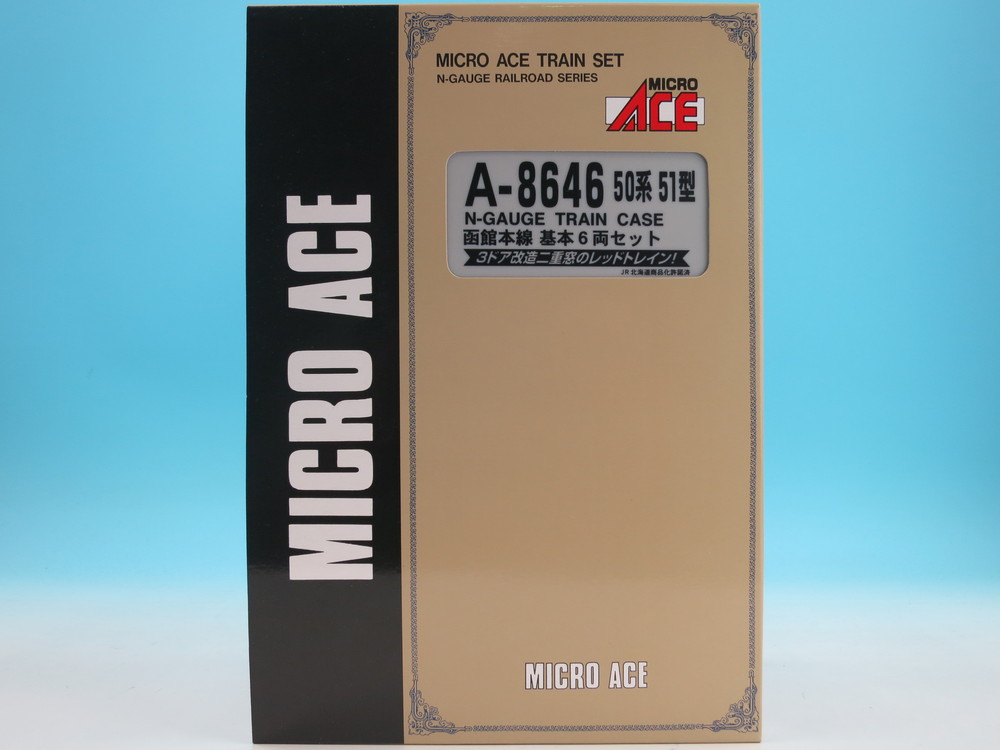 MICRO ACE
MICRO ACE TRAIN SET
N-GAUGE RAILROAD SERIES
MICRO
ACE
A-8646 50系 51型
N-GAUGE TRAIN CASE
函館本線 基本6両セット
3ドア改造二重窓のレッドトレイン!
JR北海道商品化許諾済
MICRO ACE